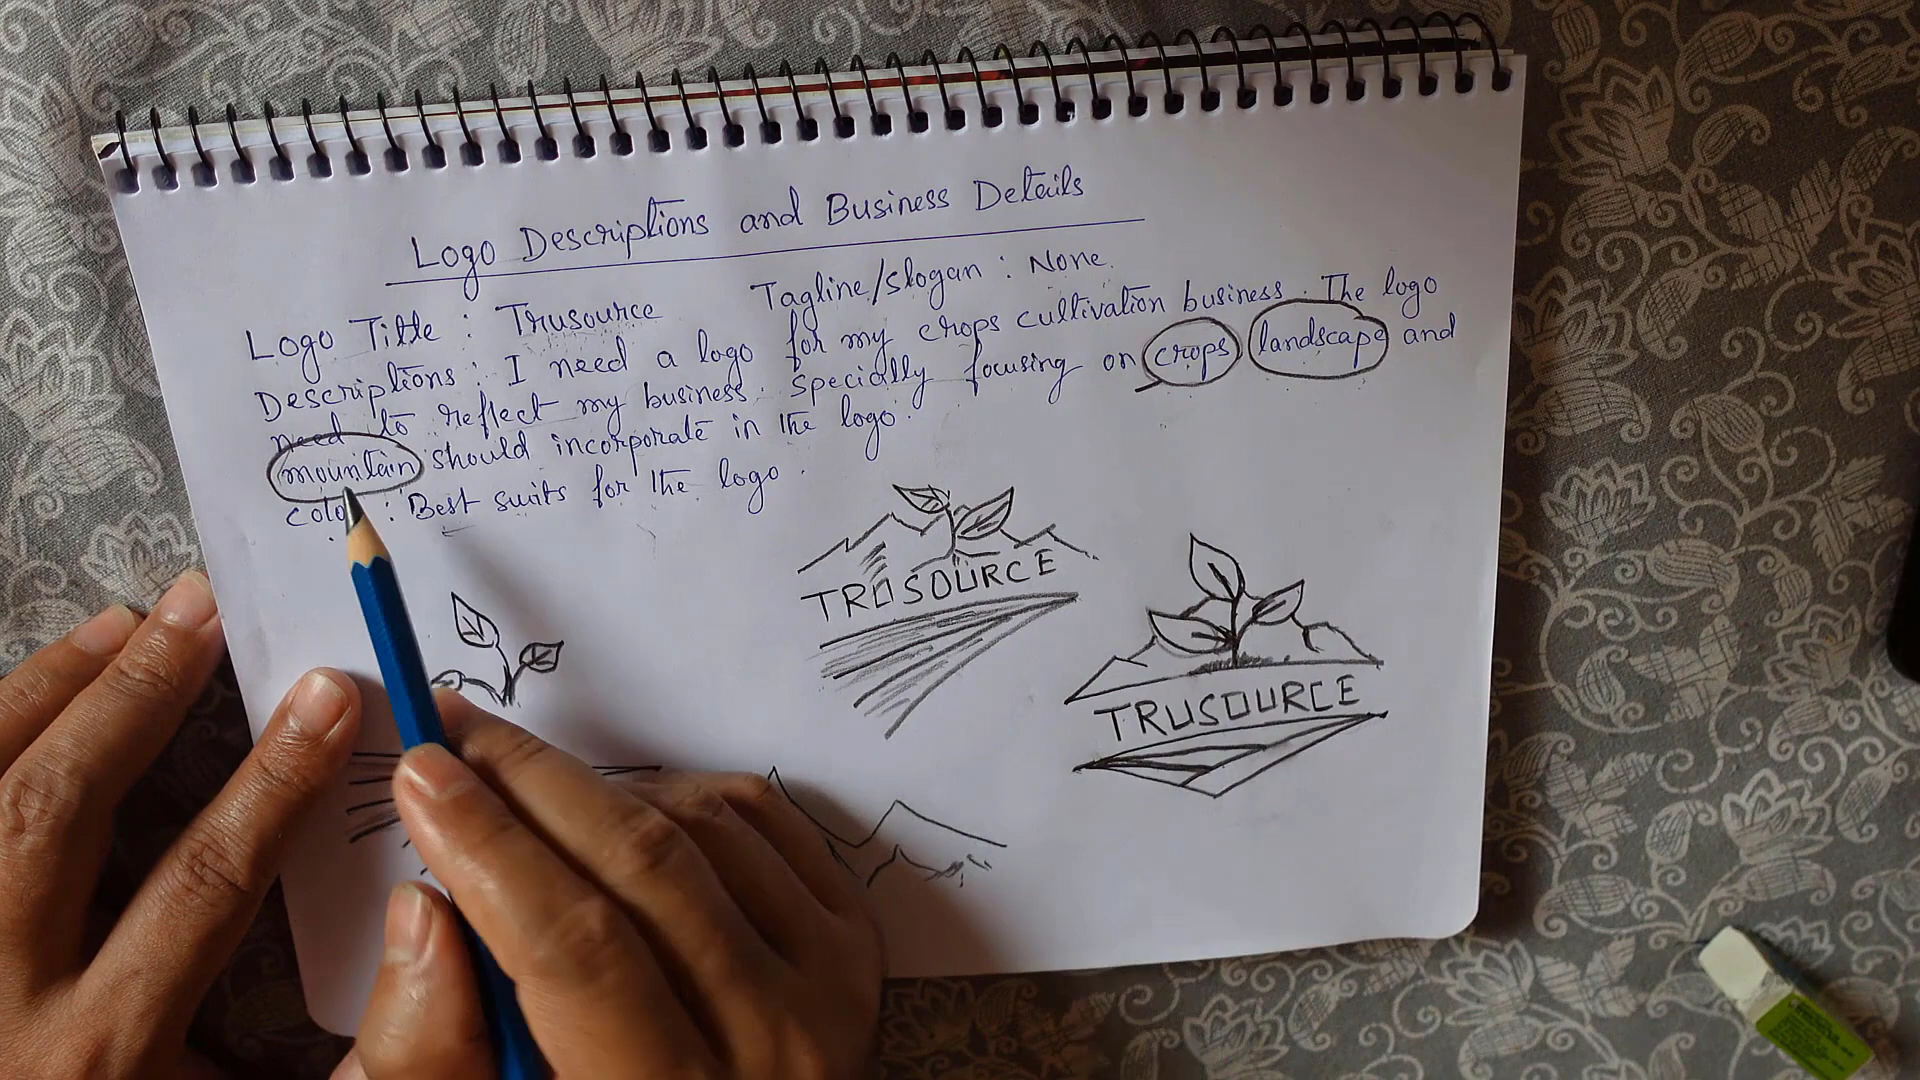 Logo Descriptions and Business Details
Logo Title : Trusource Tagline/Slogan : None
Descriptions : I need a logo for my crops cultivation business. The logo
need to reflect my business. Specially focusing on crops landscape and
mountain should incorporate in the logo.
Color : Best suits for the logo.
TRUSOURCE
TRUSOURCE